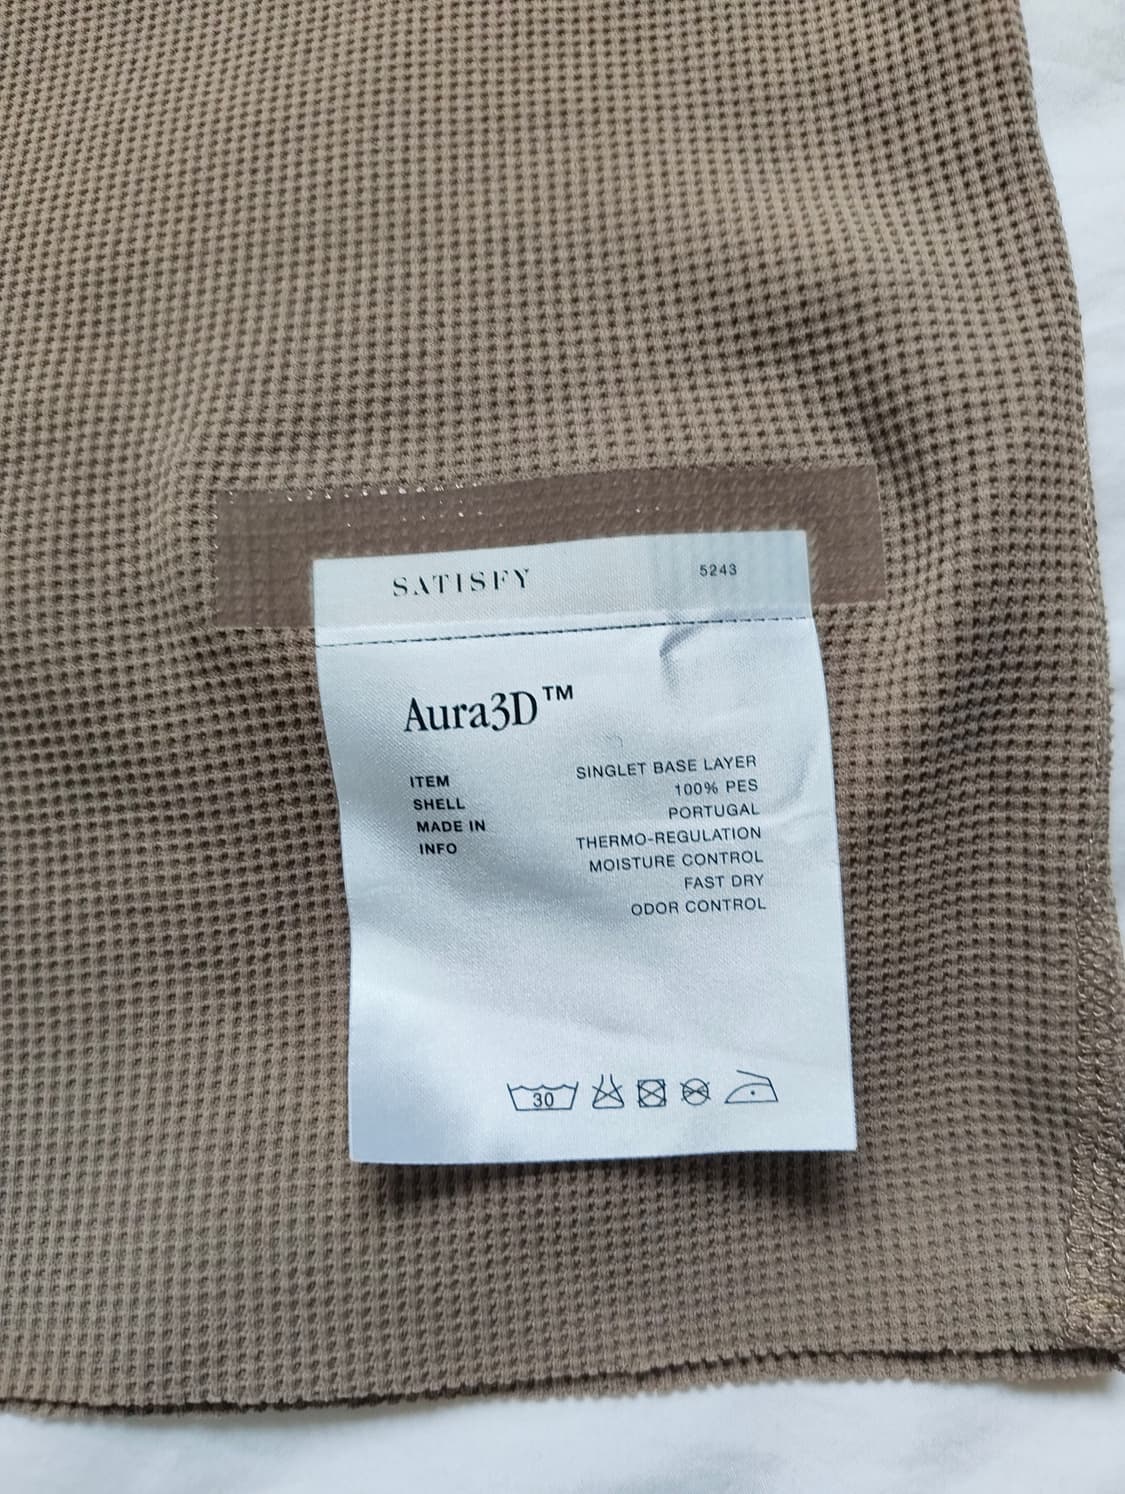 SATISFY 5243
Aura3D™
ITEM SINGLET BASE LAYER
SHELL 100% PES
MADE IN PORTUGAL
INFO THERMO-REGULATION
MOISTURE CONTROL
FAST DRY
ODOR CONTROL
30